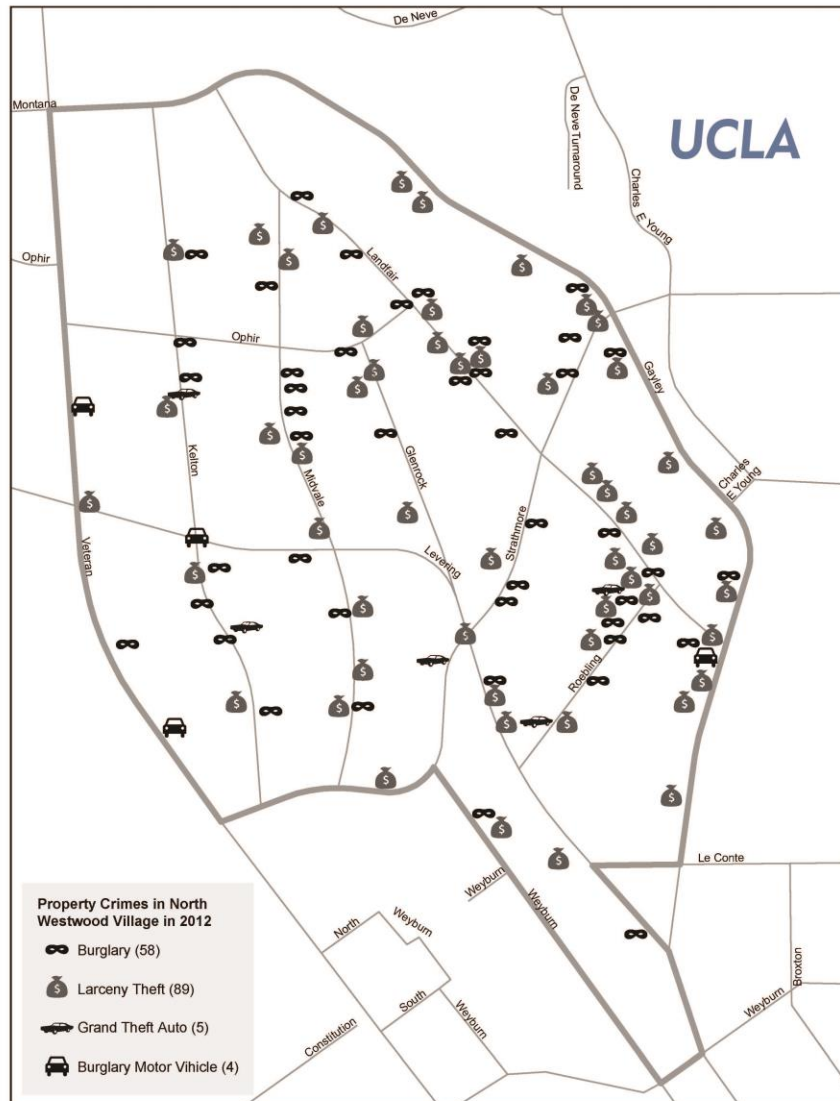 De Neve
Montana
De Neve Turnaround
UCLA
Charles
E Young
Ophir
Landfair
Ophir
Gayley
Kelton
Midvale
Glenrock
Charles
E Young
Strathmore
Veteran
Levering
Roebling
Le Conte
Weyburn
Weyburn
Property Crimes in North
Westwood Village in 2012
Burglary (58)
$ Larceny Theft (89)
Grand Theft Auto (5)
Burglary Motor Vihicle (4)
North
Weyburn
South
Weyburn
Constitution
Broxton
Weyburn